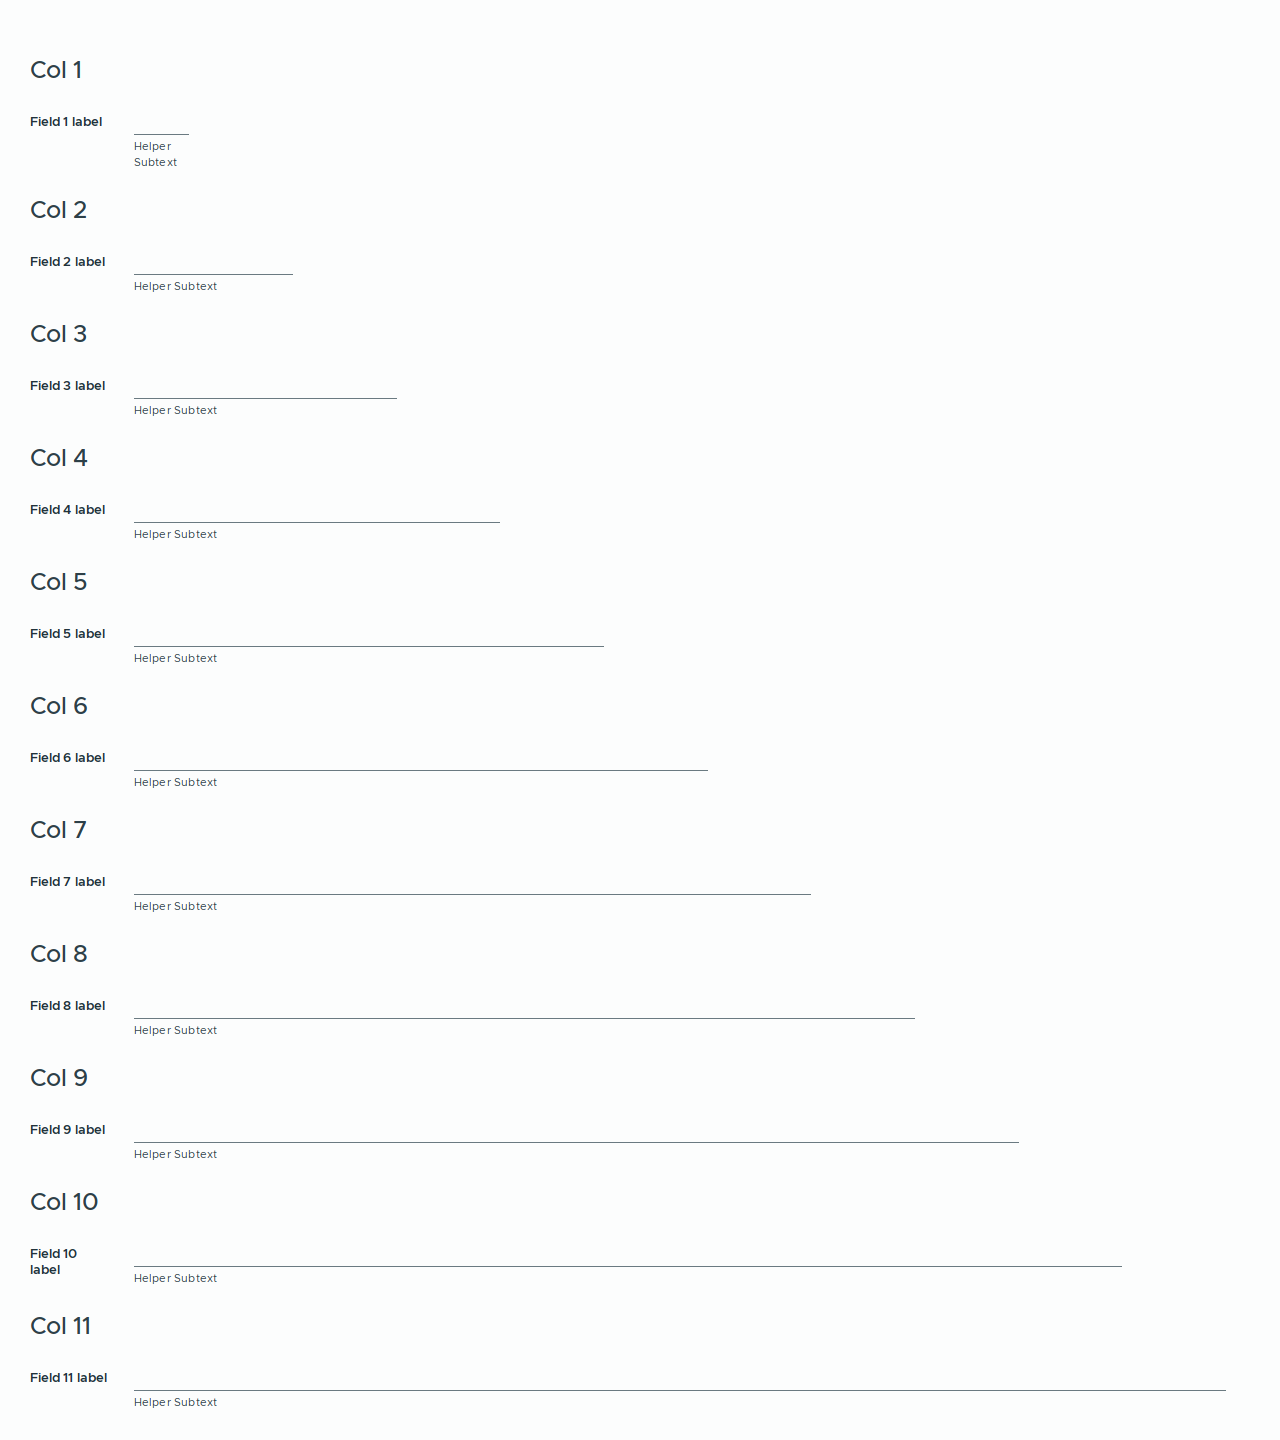 Col 1
Field 1 label
Helper
Subtext
Col 2
Field 2 label
Helper Subtext
Col 3
Field 3 label
Helper Subtext
Col 4
Field 4 label
Helper Subtext
Col 5
Field 5 label
Helper Subtext
Col 6
Field 6 label
Helper Subtext
Col 7
Field 7 label
Helper Subtext
Col 8
Field 8 label
Helper Subtext
Col 9
Field 9 label
Helper Subtext
Col 10
Field 10
label
Helper Subtext
Col 11
Field 11 label
Helper Subtext